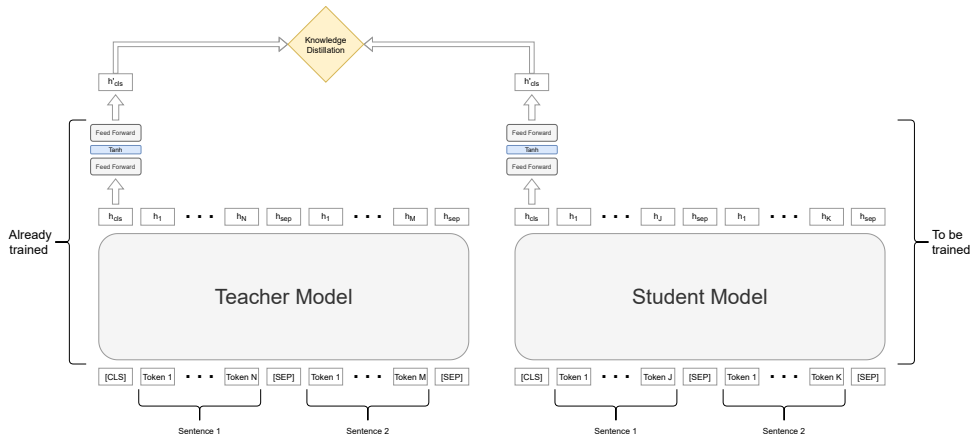 Knowledge
Distillation
h'cls h'cls
Feed Forward Feed Forward
Tanh Tanh
Feed Forward Feed Forward
hcls h1 . . . hN hsep h1 . . . hM hsep hcls h1 . . . hJ hsep h1 . . . hK hsep
Already
trained
To be
trained
Teacher Model Student Model
[CLS] Token 1 . . . Token N [SEP] Token 1 . . . Token M [SEP] [CLS] Token 1 . . . Token J [SEP] Token 1 . . . Token K [SEP]
Sentence 1 Sentence 2 Sentence 1 Sentence 2